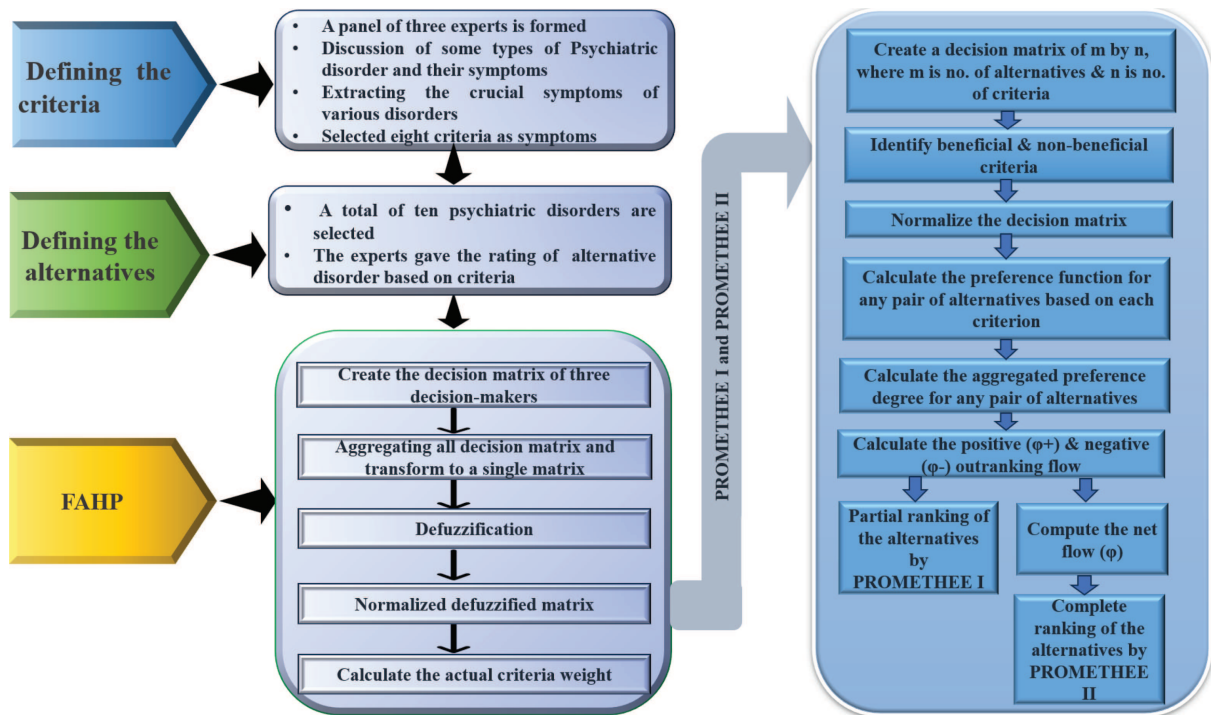 Defining the
criteria
• A panel of three experts is formed
• Discussion of some types of Psychiatric
disorder and their symptoms
• Extracting the crucial symptoms of
various disorders
• Selected eight criteria as symptoms
Defining the
alternatives
• A total of ten psychiatric disorders are
selected
• The experts gave the rating of alternative
disorder based on criteria
FAHP
Create the decision matrix of three
decision-makers
Aggregating all decision matrix and
transform to a single matrix
Defuzzification
Normalized defuzzified matrix
Calculate the actual criteria weight
PROMETHEE I and PROMETHEE II
Create a decision matrix of m by n,
where m is no. of alternatives & n is no.
of criteria
Identify beneficial & non-beneficial
criteria
Normalize the decision matrix
Calculate the preference function for
any pair of alternatives based on each
criterion
Calculate the aggregated preference
degree for any pair of alternatives
Calculate the positive (φ+) & negative
(φ-) outranking flow
Partial ranking of
the alternatives
by
PROMETHEE I
Compute the net
flow (φ)
Complete
ranking of the
alternatives by
PROMETHEE
II